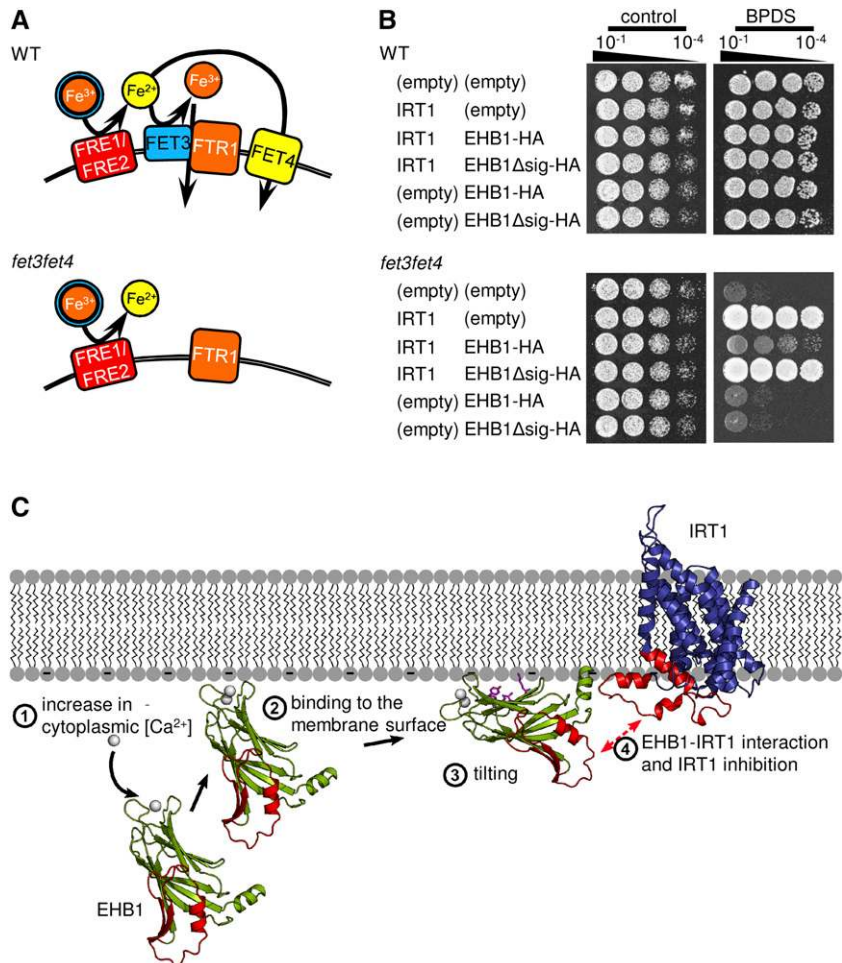 A
WT
Fe3+
Fe2+
Fe3+
FRE1/
FRE2
FET3
FTR1
FET4
fet3fet4
Fe3+
Fe2+
FRE1/
FRE2
FTR1
B
control
BPDS
10-1
10-4
10-1
10-4
WT
(empty) (empty)
IRT1 (empty)
IRT1 EHB1-HA
IRT1 EHB1Δsig-HA
(empty) EHB1-HA
(empty) EHB1Δsig-HA
fet3fet4
(empty) (empty)
IRT1 (empty)
IRT1 EHB1-HA
IRT1 EHB1Δsig-HA
(empty) EHB1-HA
(empty) EHB1Δsig-HA
C
IRT1
1 increase in
cytoplasmic [Ca2+]
2 binding to the
membrane surface
3 tilting
4 EHB1-IRT1 interaction
and IRT1 inhibition
EHB1